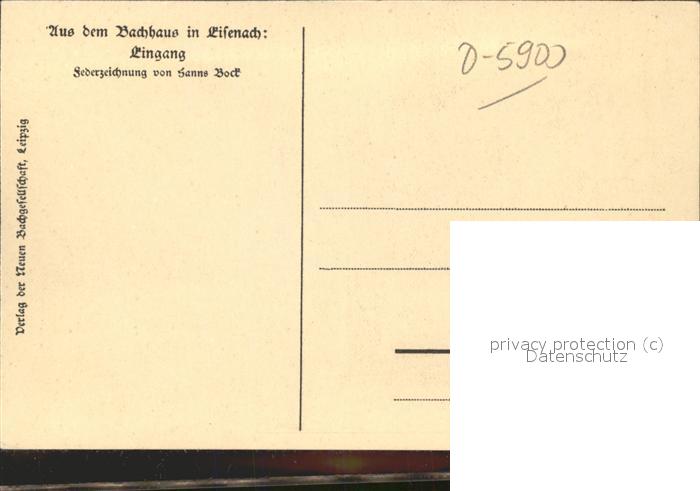 Aus dem Bachhaus in Eisenach:
Eingang
Federzeichnung von Hanns Bock
Verlag der Neuen Bachgesellschaft, Leipzig
D-5900
privacy protection (c)
Datenschutz